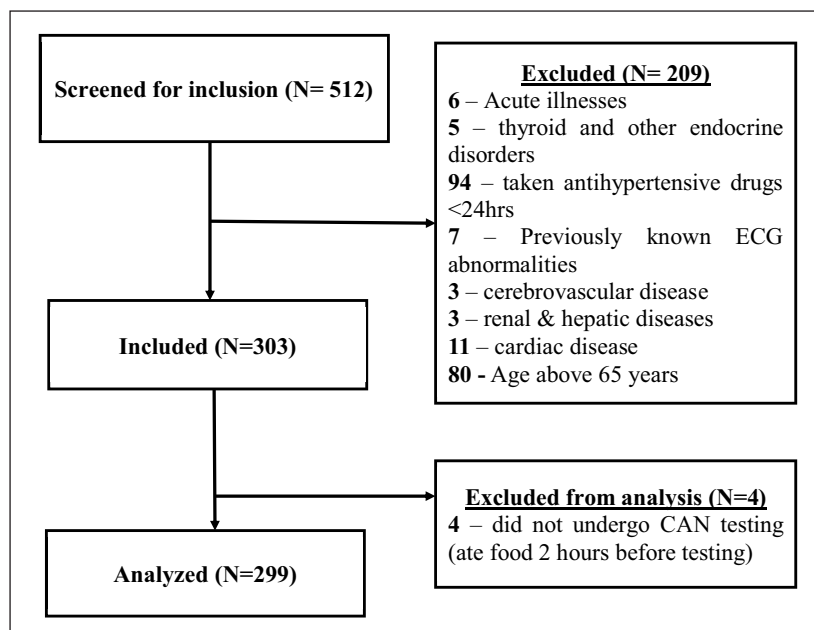 Screened for inclusion (N= 512)
Excluded (N= 209)
6 – Acute illnesses
5 – thyroid and other endocrine
disorders
94 – taken antihypertensive drugs
<24hrs
7 – Previously known ECG
abnormalities
3 – cerebrovascular disease
3 – renal & hepatic diseases
11 – cardiac disease
80 - Age above 65 years
Included (N=303)
Excluded from analysis (N=4)
4 – did not undergo CAN testing
(ate food 2 hours before testing)
Analyzed (N=299)